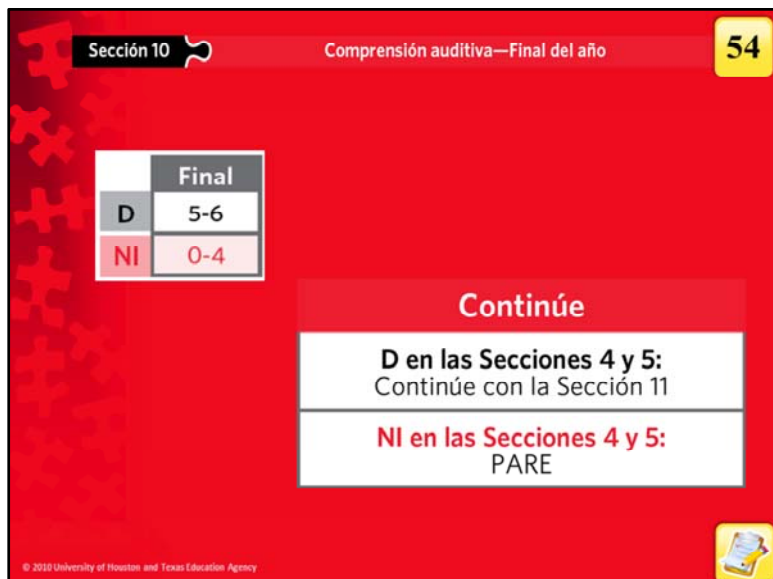 Sección 10
Comprensión auditiva—Final del año
54
Final
D 5-6
NI 0-4
Continúe
D en las Secciones 4 y 5:
Continúe con la Sección 11
NI en las Secciones 4 y 5:
PARE
© 2010 University of Houston and Texas Education Agency